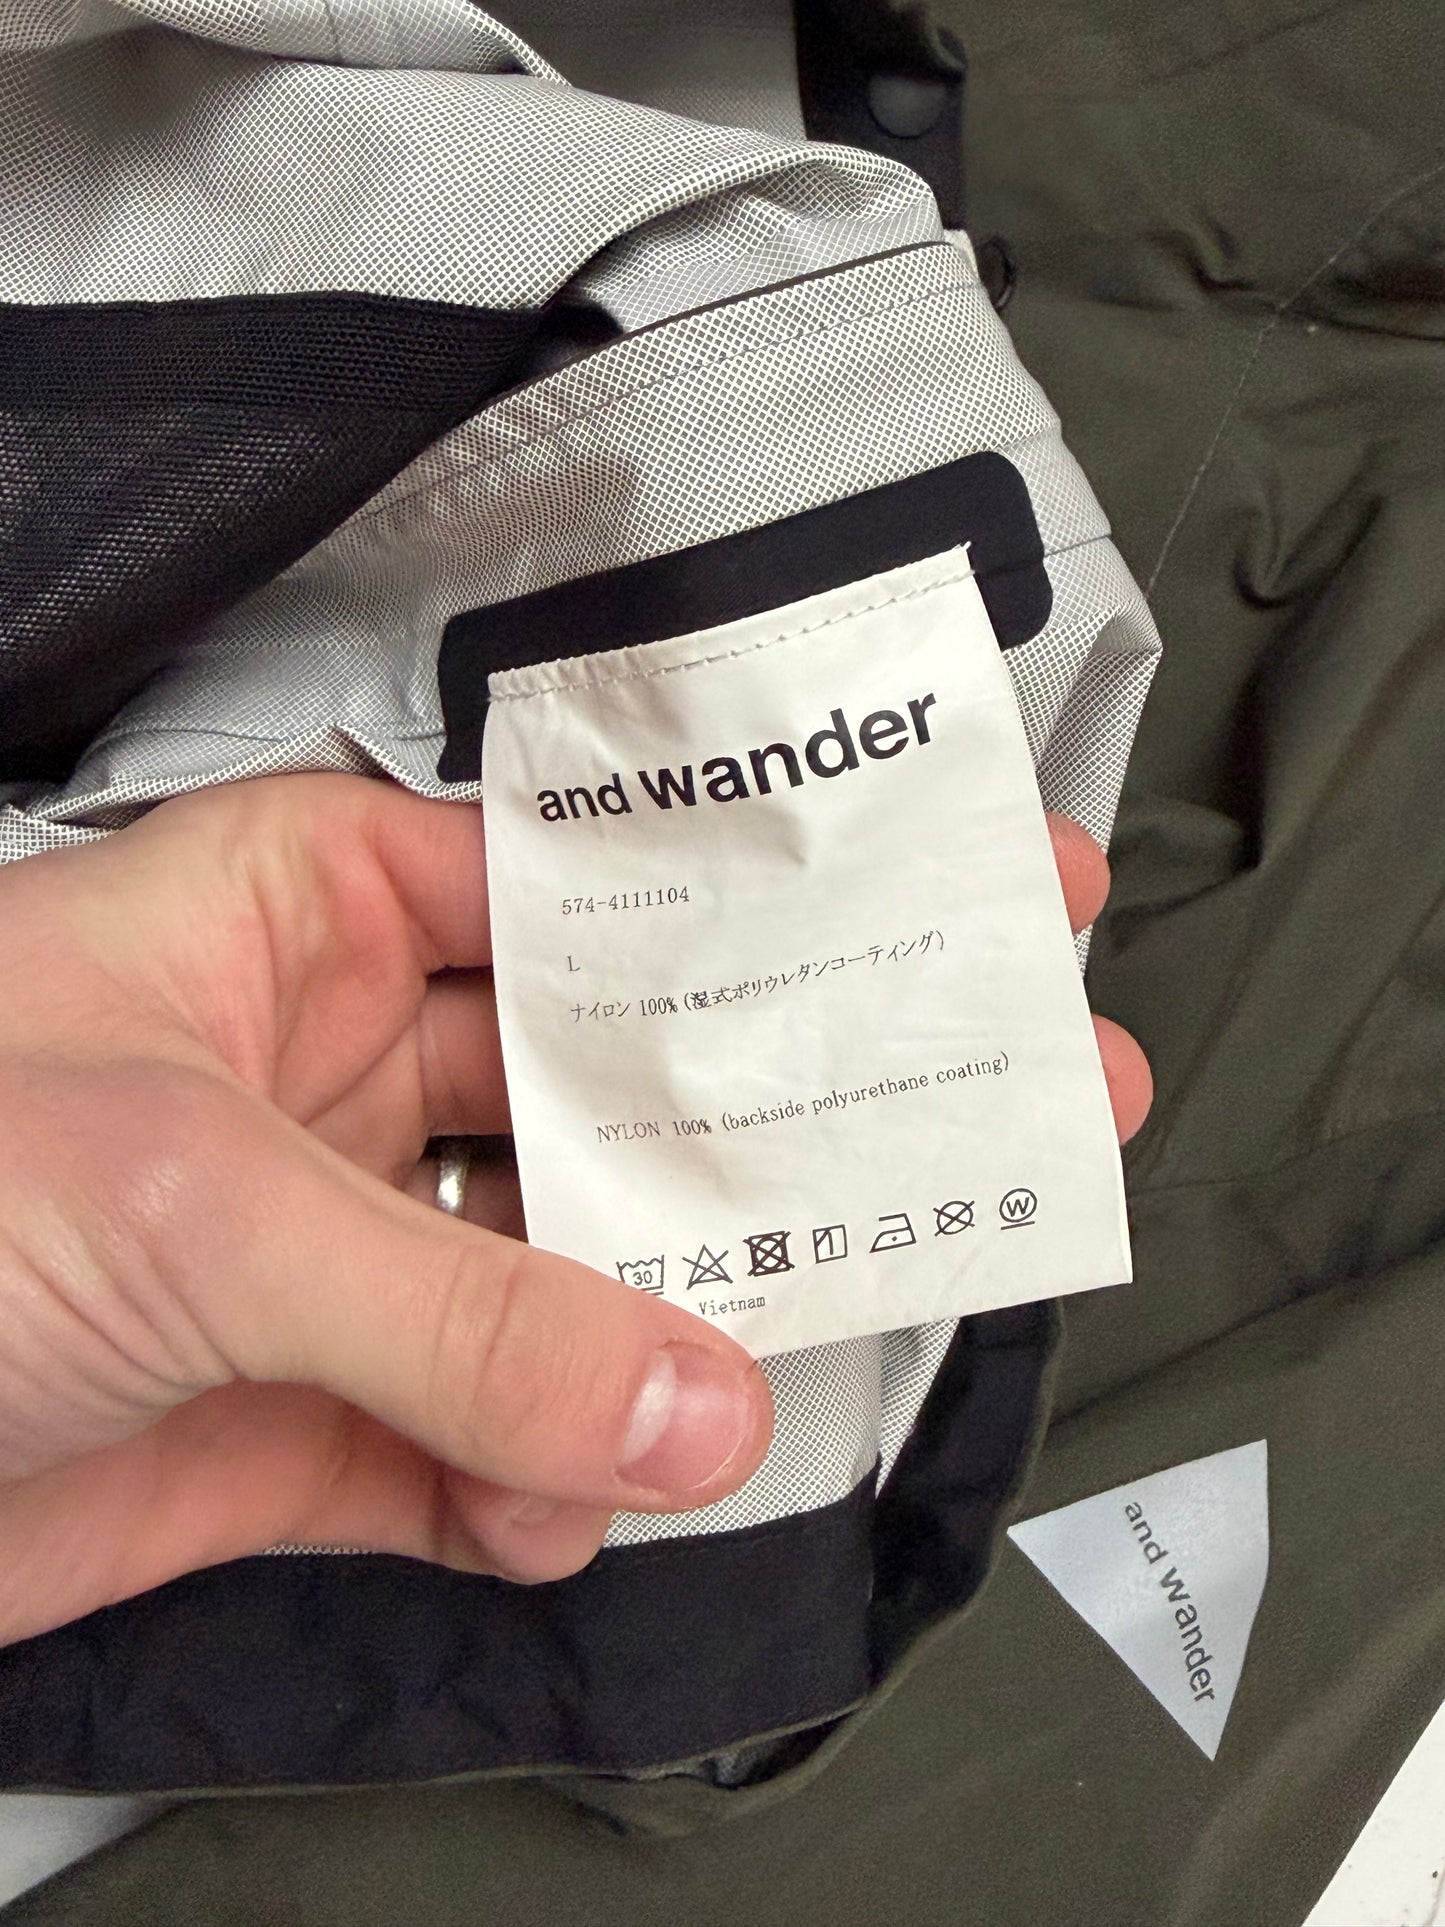 and wander
574-4111104
L
ナイロン 100% (湿式ポリウレタンコーティング)
NYLON 100% (backside polyurethane coating)
30
W
Vietnam
and wander